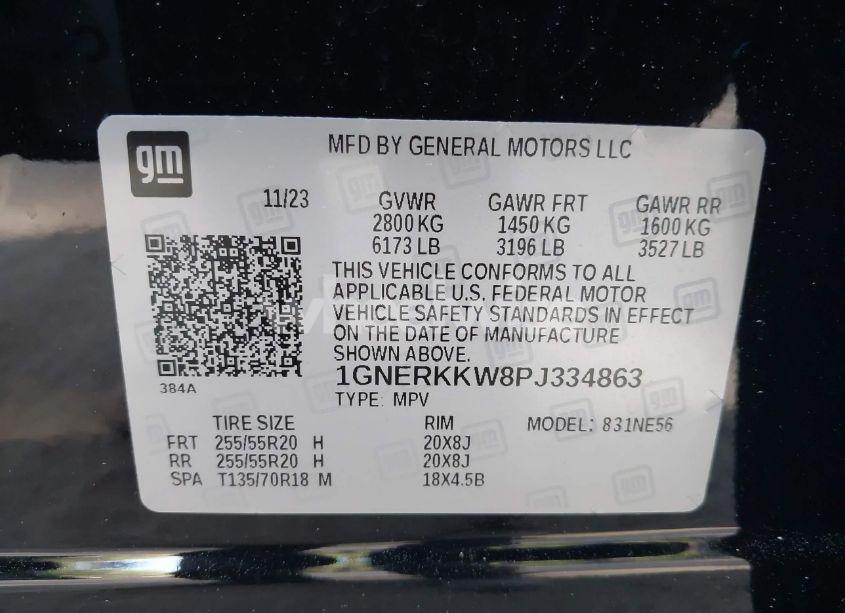 gm
MFD BY GENERAL MOTORS LLC
11/23
GVWR GAWR FRT GAWR RR
2800 KG 1450 KG 1600 KG
6173 LB 3196 LB 3527 LB
THIS VEHICLE CONFORMS TO ALL
APPLICABLE U.S. FEDERAL MOTOR
VEHICLE SAFETY STANDARDS IN EFFECT
ON THE DATE OF MANUFACTURE
SHOWN ABOVE.
384A
1GNERKKW8PJ334863
TYPE: MPV
TIRE SIZE RIM MODEL: 831NE56
FRT 255/55R20 H 20X8J
RR 255/55R20 H 20X8J
SPA T135/70R18 M 18X4.5B